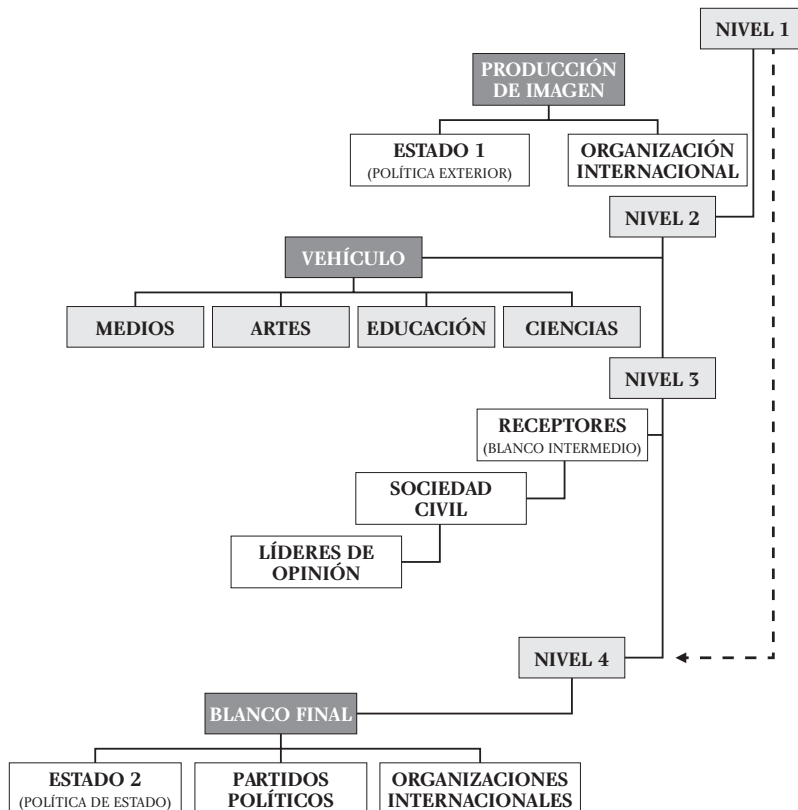 NIVEL 1
PRODUCCIÓN
DE IMAGEN
ESTADO 1
(POLÍTICA EXTERIOR)
ORGANIZACIÓN
INTERNACIONAL
NIVEL 2
VEHÍCULO
MEDIOS
ARTES
EDUCACIÓN
CIENCIAS
NIVEL 3
RECEPTORES
(BLANCO INTERMEDIO)
SOCIEDAD
CIVIL
LÍDERES DE
OPINIÓN
NIVEL 4
BLANCO FINAL
ESTADO 2
(POLÍTICA DE ESTADO)
PARTIDOS
POLÍTICOS
ORGANIZACIONES
INTERNACIONALES